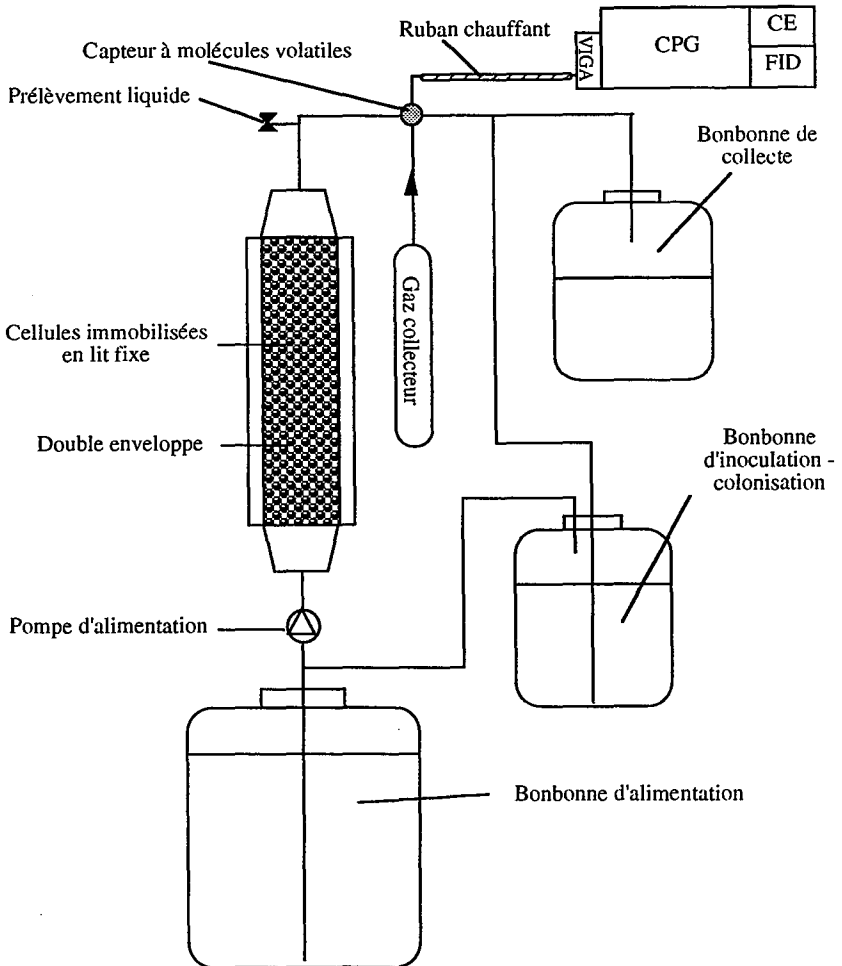 Capteur à molécules volatiles
Ruban chauffant
VIGA
CPG
CE
FID
Prélèvement liquide
Bonbonne de
collecte
Gaz collecteur
Cellules immobilisées
en lit fixe
Double enveloppe
Bonbonne
d'inoculation -
colonisation
Pompe d'alimentation
Bonbonne d'alimentation